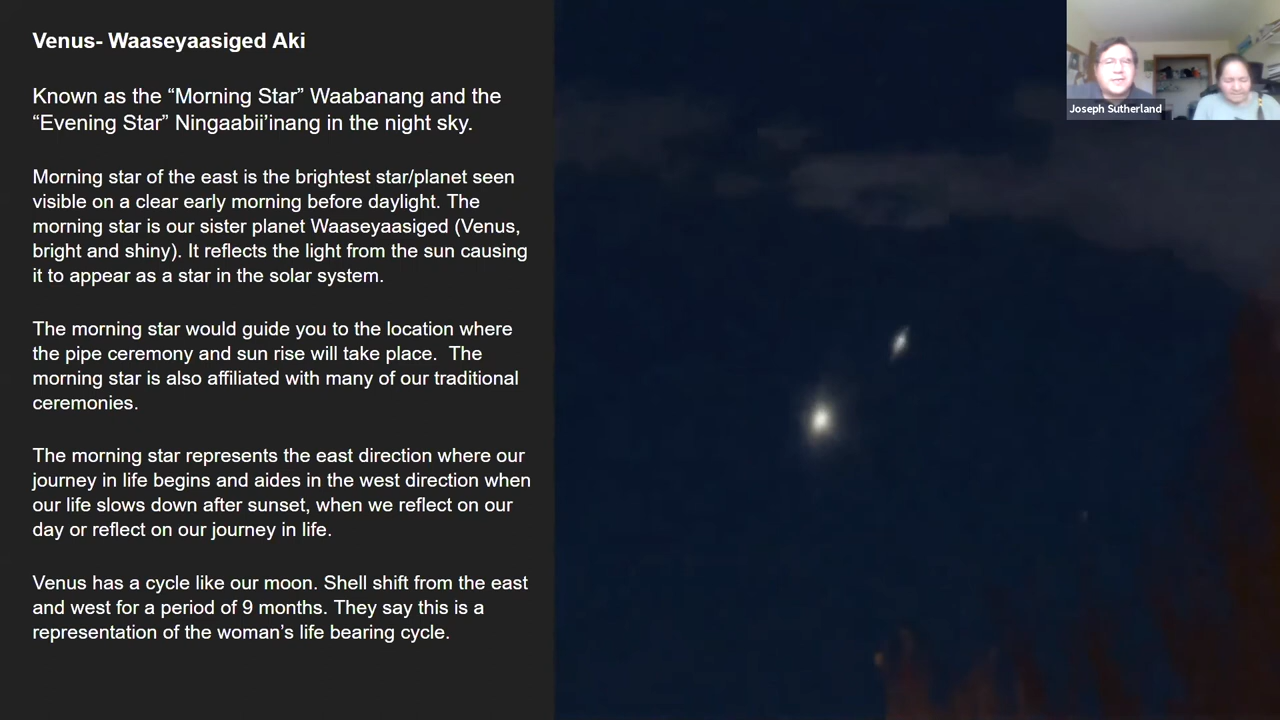 Venus- Waaseyaasiged Aki
Known as the “Morning Star” Waabanang and the
“Evening Star” Ningaabii’inang in the night sky.
Morning star of the east is the brightest star/planet seen
visible on a clear early morning before daylight. The
morning star is our sister planet Waaseyaasiged (Venus,
bright and shiny). It reflects the light from the sun causing
it to appear as a star in the solar system.
The morning star would guide you to the location where
the pipe ceremony and sun rise will take place.  The
morning star is also affiliated with many of our traditional
ceremonies.
The morning star represents the east direction where our
journey in life begins and aides in the west direction when
our life slows down after sunset, when we reflect on our
day or reflect on our journey in life.
Venus has a cycle like our moon. Shell shift from the east
and west for a period of 9 months. They say this is a
representation of the woman’s life bearing cycle.
Joseph Sutherland